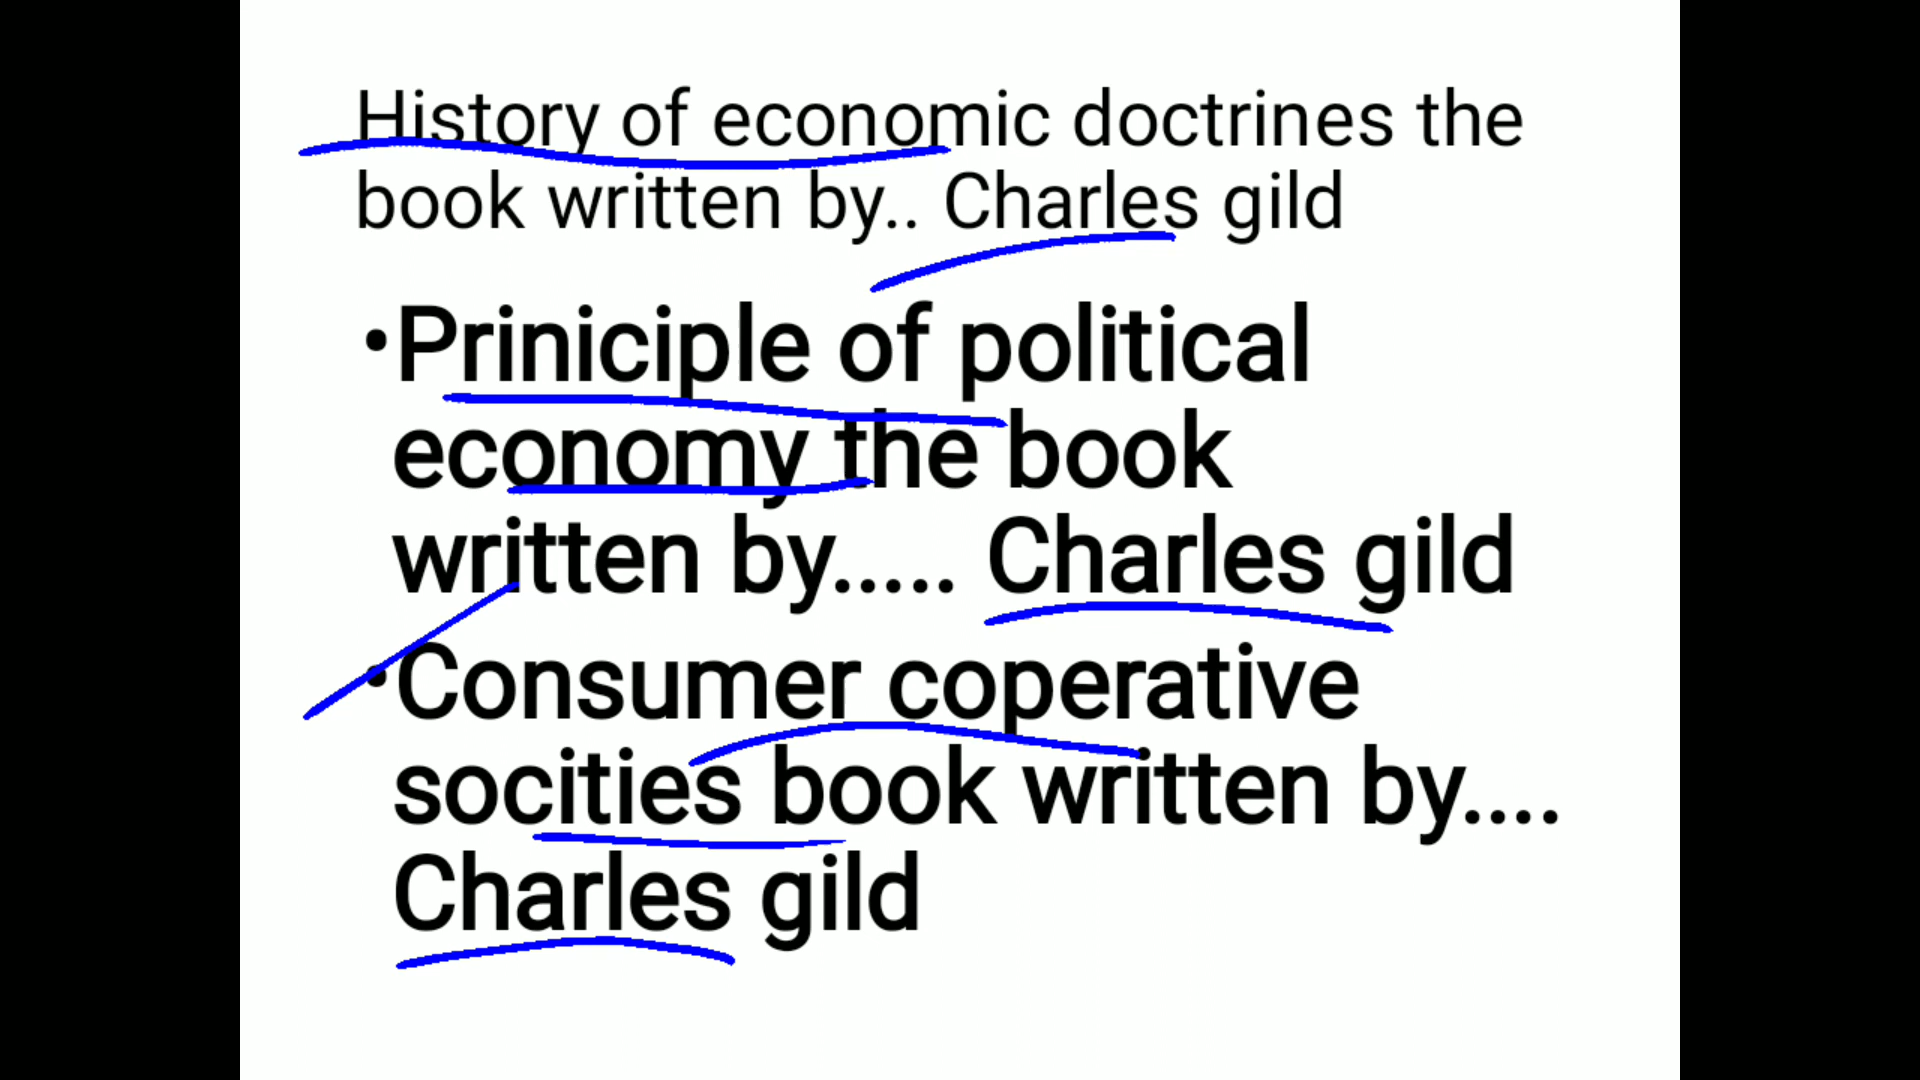 History of economic doctrines the
book written by.. Charles gild
•Priniciple of political
economy the book
written by..... Charles gild
•Consumer coperative
socities book written by....
Charles gild